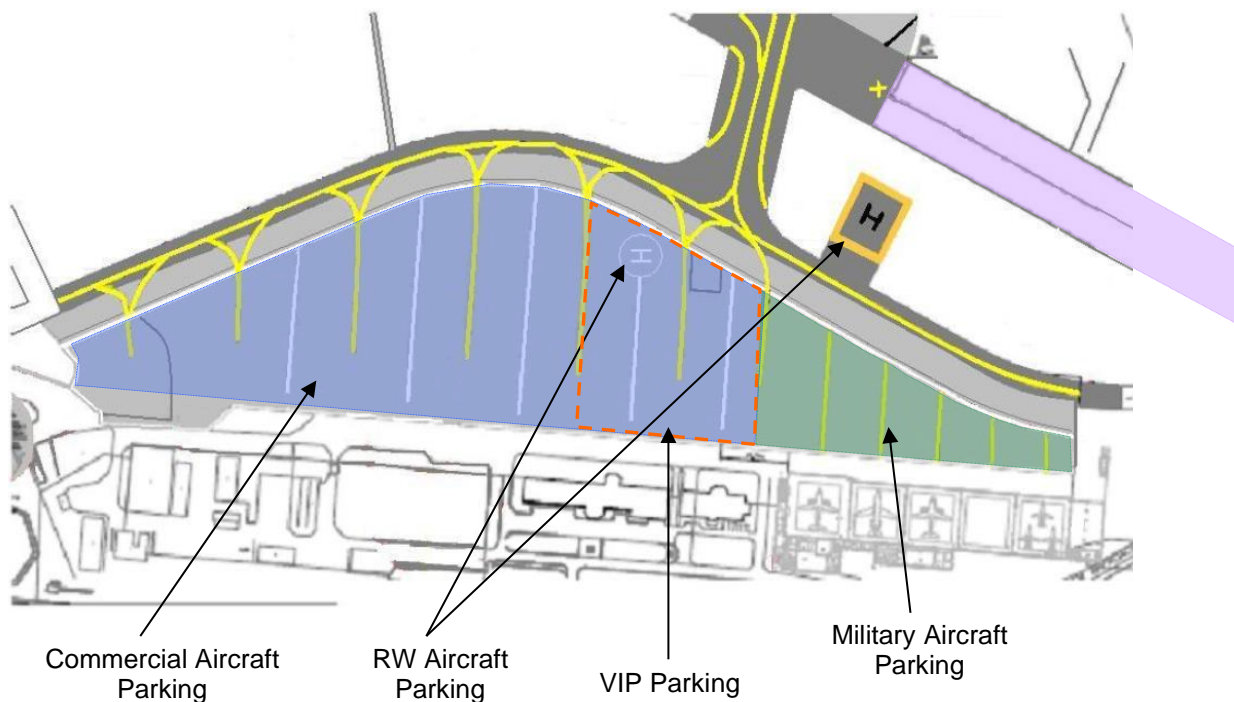 H
H
Commercial Aircraft
Parking
RW Aircraft
Parking
VIP Parking
Military Aircraft
Parking